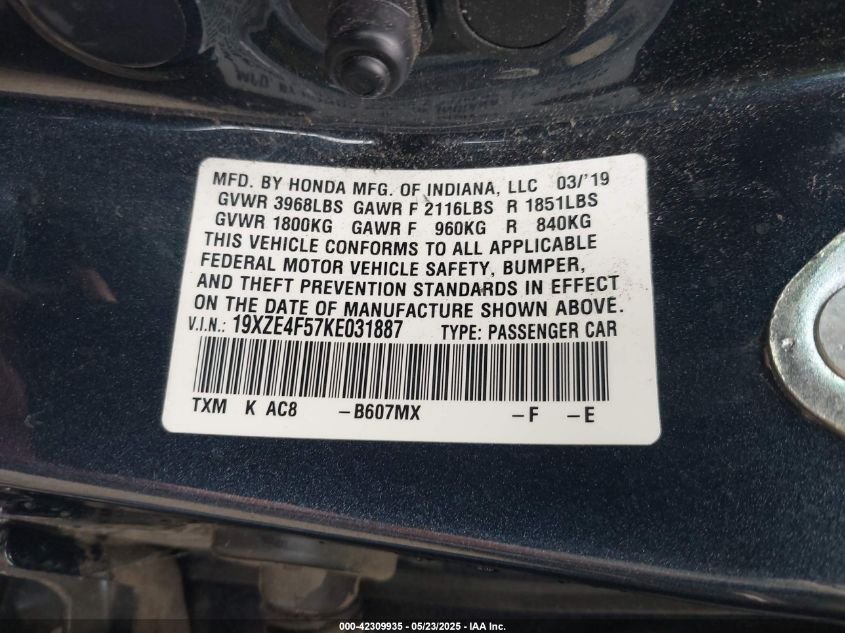 MFD. BY HONDA MFG. OF INDIANA, LLC 03/'19
GVWR 3968LBS GAWR F 2116LBS R 1851LBS
GVWR 1800KG GAWR F 960KG R 840KG
THIS VEHICLE CONFORMS TO ALL APPLICABLE
FEDERAL MOTOR VEHICLE SAFETY, BUMPER,
AND THEFT PREVENTION STANDARDS IN EFFECT
ON THE DATE OF MANUFACTURE SHOWN ABOVE.
V.I.N.: 19XZE4F57KE031887 TYPE: PASSENGER CAR
TXM K AC8 -B607MX -F -E
000-42309935 - 05/23/2025 - IAA Inc.